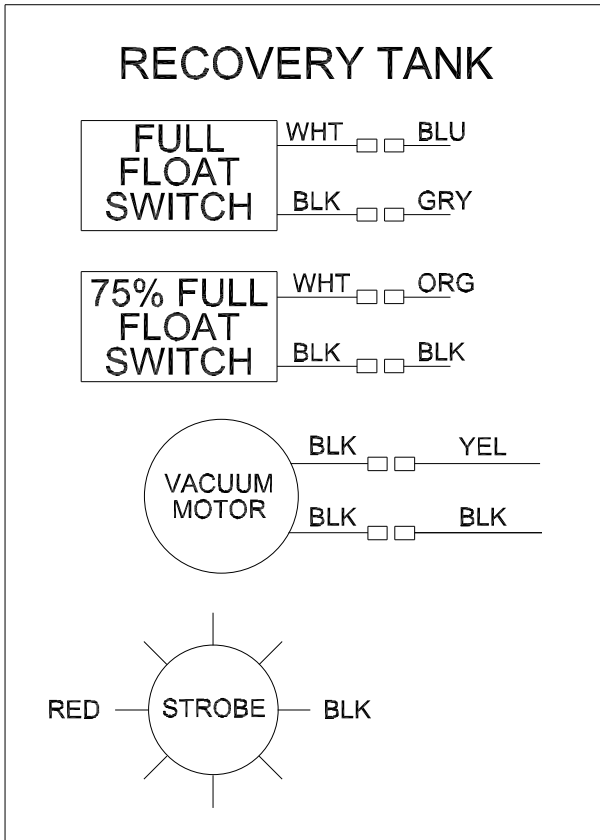 RECOVERY TANK
FULL
FLOAT
SWITCH
WHT BLU
BLK GRY
75% FULL
FLOAT
SWITCH
WHT ORG
BLK BLK
VACUUM
MOTOR
BLK YEL
BLK BLK
RED STROBE BLK